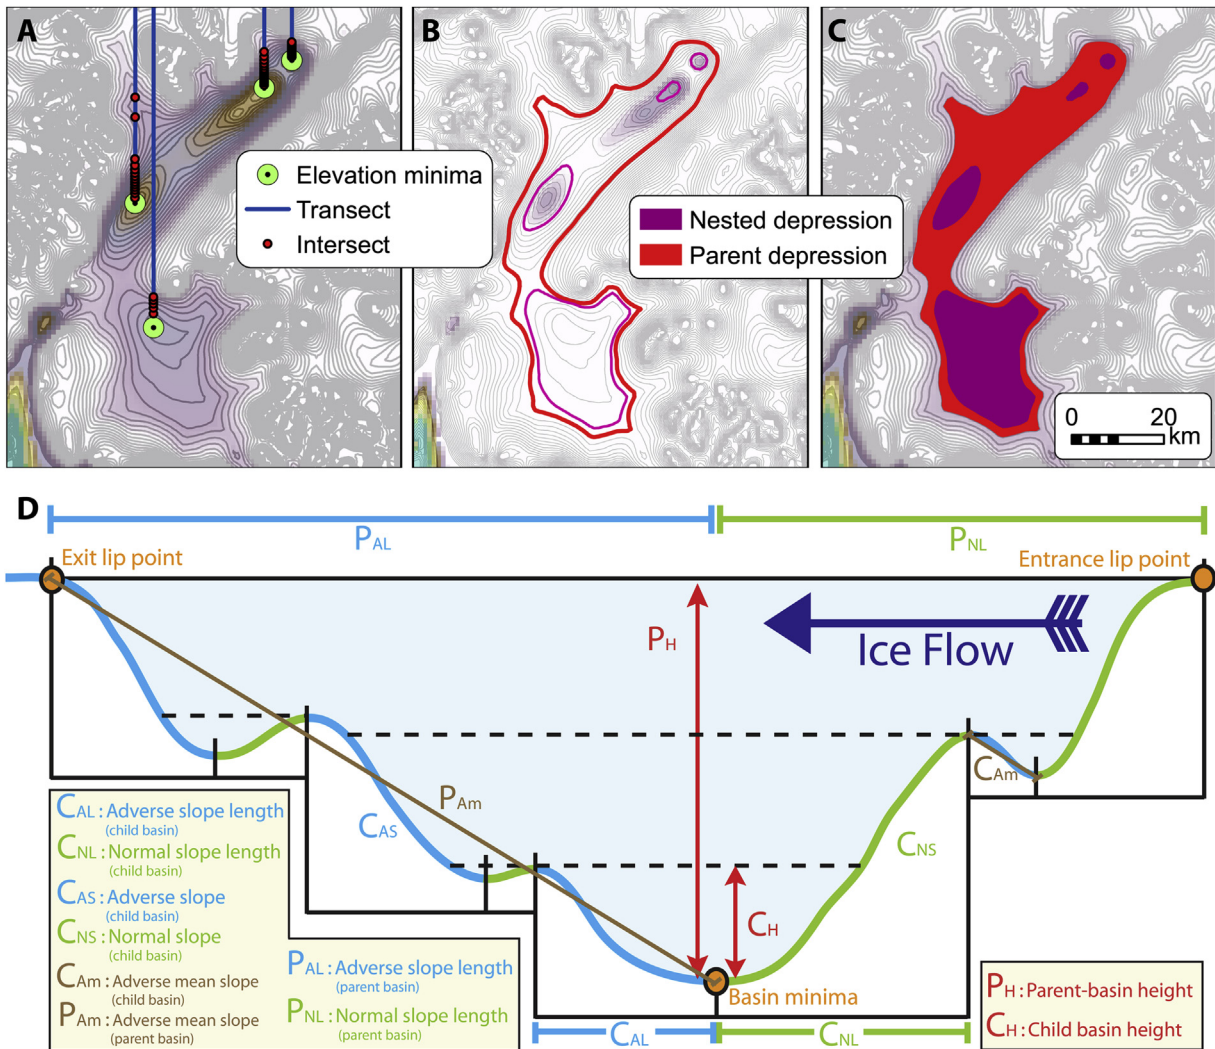 A
B
C
Elevation minima
Transect
Intersect
Nested depression
Parent depression
0 20
km
D
PAL
PNL
Exit lip point
Entrance lip point
PH
Ice Flow
CAm
PAm
CAS
CNS
CH
Basin minima
CAL
CNL
CAL : Adverse slope length
(child basin)
CNL : Normal slope length
(child basin)
CAS : Adverse slope
(child basin)
CNS : Normal slope
(child basin)
CAm : Adverse mean slope
(child basin)
PAm : Adverse mean slope
(parent basin)
PAL : Adverse slope length
(parent basin)
PNL : Normal slope length
(parent basin)
PH : Parent-basin height
CH : Child basin height